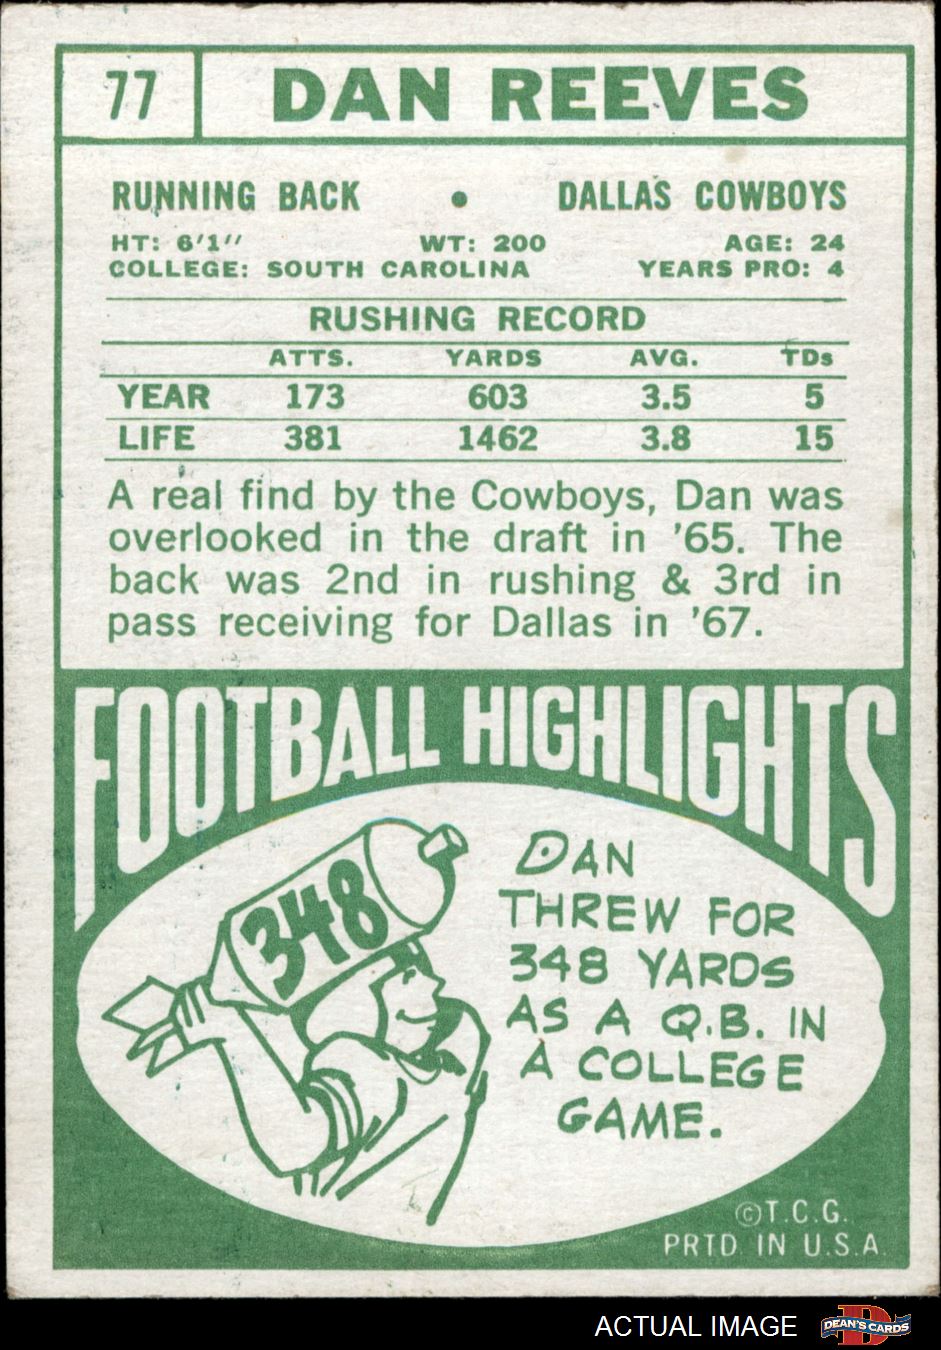 77 DAN REEVES
RUNNING BACK • DALLAS COWBOYS
HT: 6'1" WT: 200 AGE: 24
COLLEGE: SOUTH CAROLINA YEARS PRO: 4
RUSHING RECORD
ATTS. YARDS AVG. TDs
YEAR 173 603 3.5 5
LIFE 381 1462 3.8 15
A real find by the Cowboys, Dan was
overlooked in the draft in '65. The
back was 2nd in rushing & 3rd in
pass receiving for Dallas in '67.
FOOTBALL HIGHLIGHTS
348
DAN
THREW FOR
348 YARDS
AS A Q.B. IN
A COLLEGE
GAME.
©T.C.G.
PRTD. IN U.S.A.
ACTUAL IMAGE
D
DEAN'S CARDS